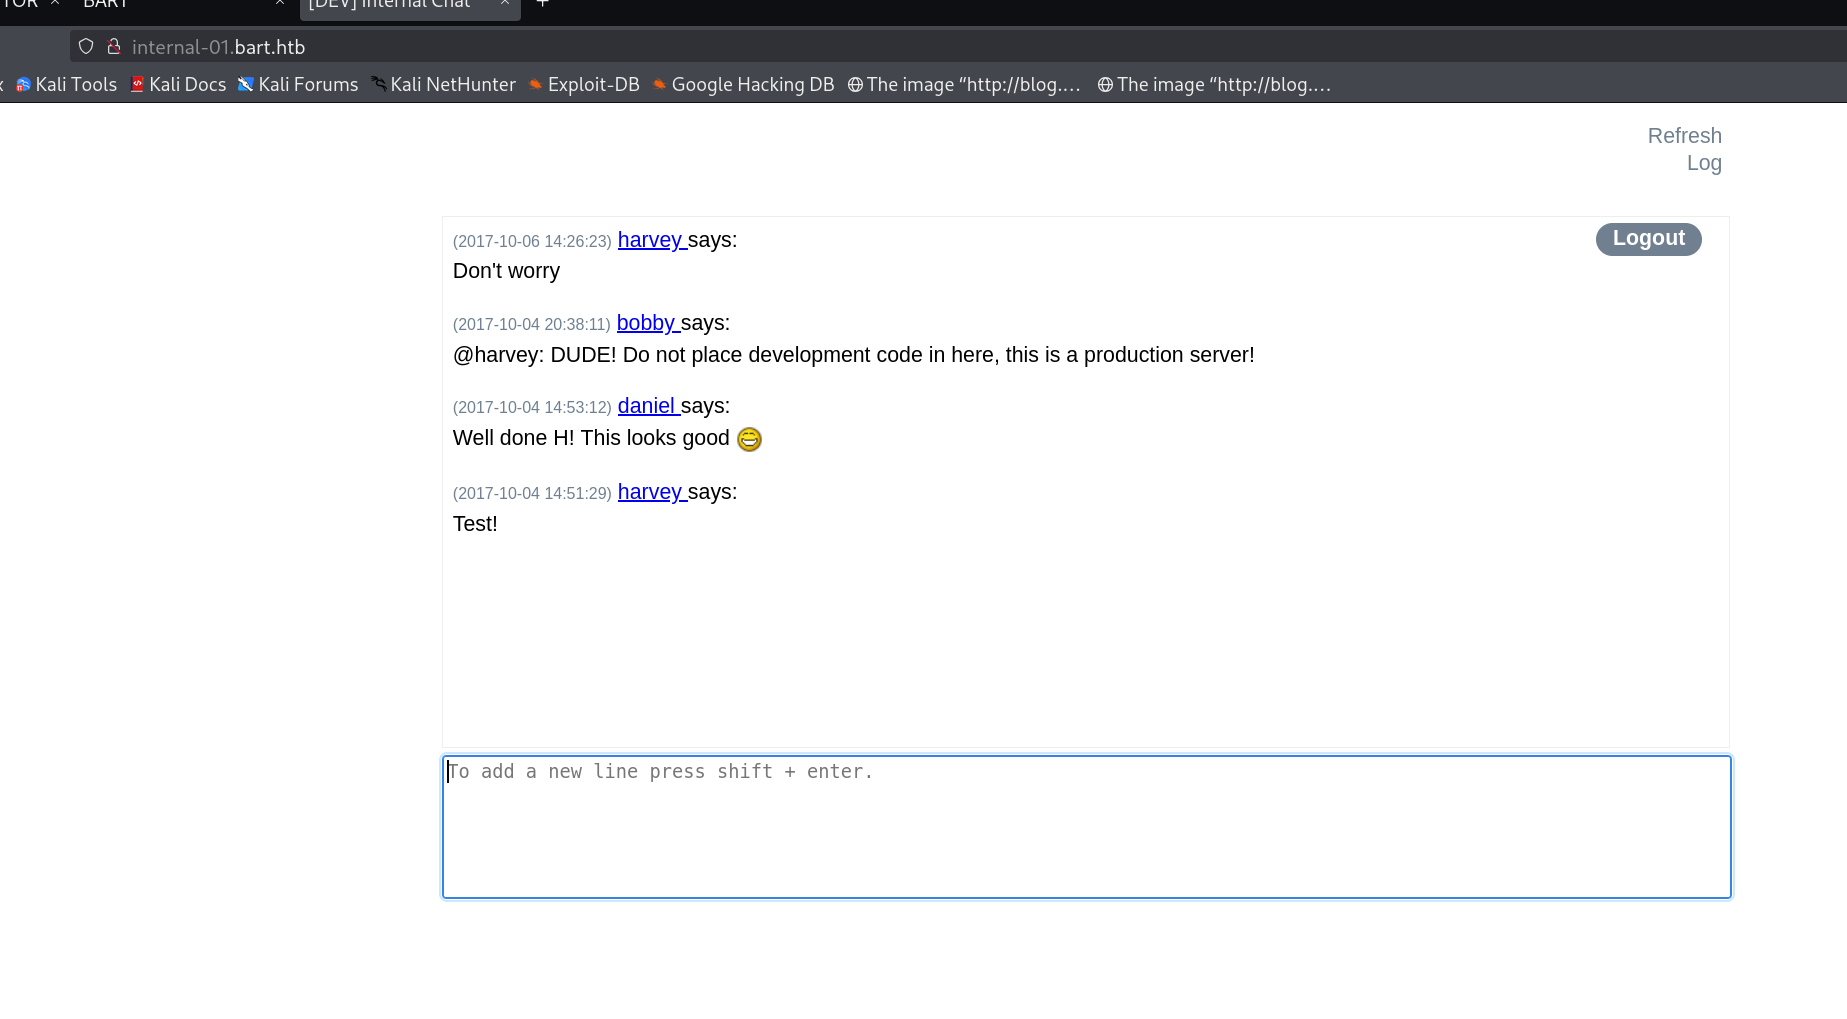 TOR × BART × [DEV] Internal Chat × +
internal-01.bart.htb
Kali Tools Kali Docs Kali Forums Kali NetHunter Exploit-DB Google Hacking DB The image “http://blog.… The image “http://blog.…
Refresh
Log
Logout
(2017-10-06 14:26:23) harvey says:
Don't worry
(2017-10-04 20:38:11) bobby says:
@harvey: DUDE! Do not place development code in here, this is a production server!
(2017-10-04 14:53:12) daniel says:
Well done H! This looks good
(2017-10-04 14:51:29) harvey says:
Test!
To add a new line press shift + enter.